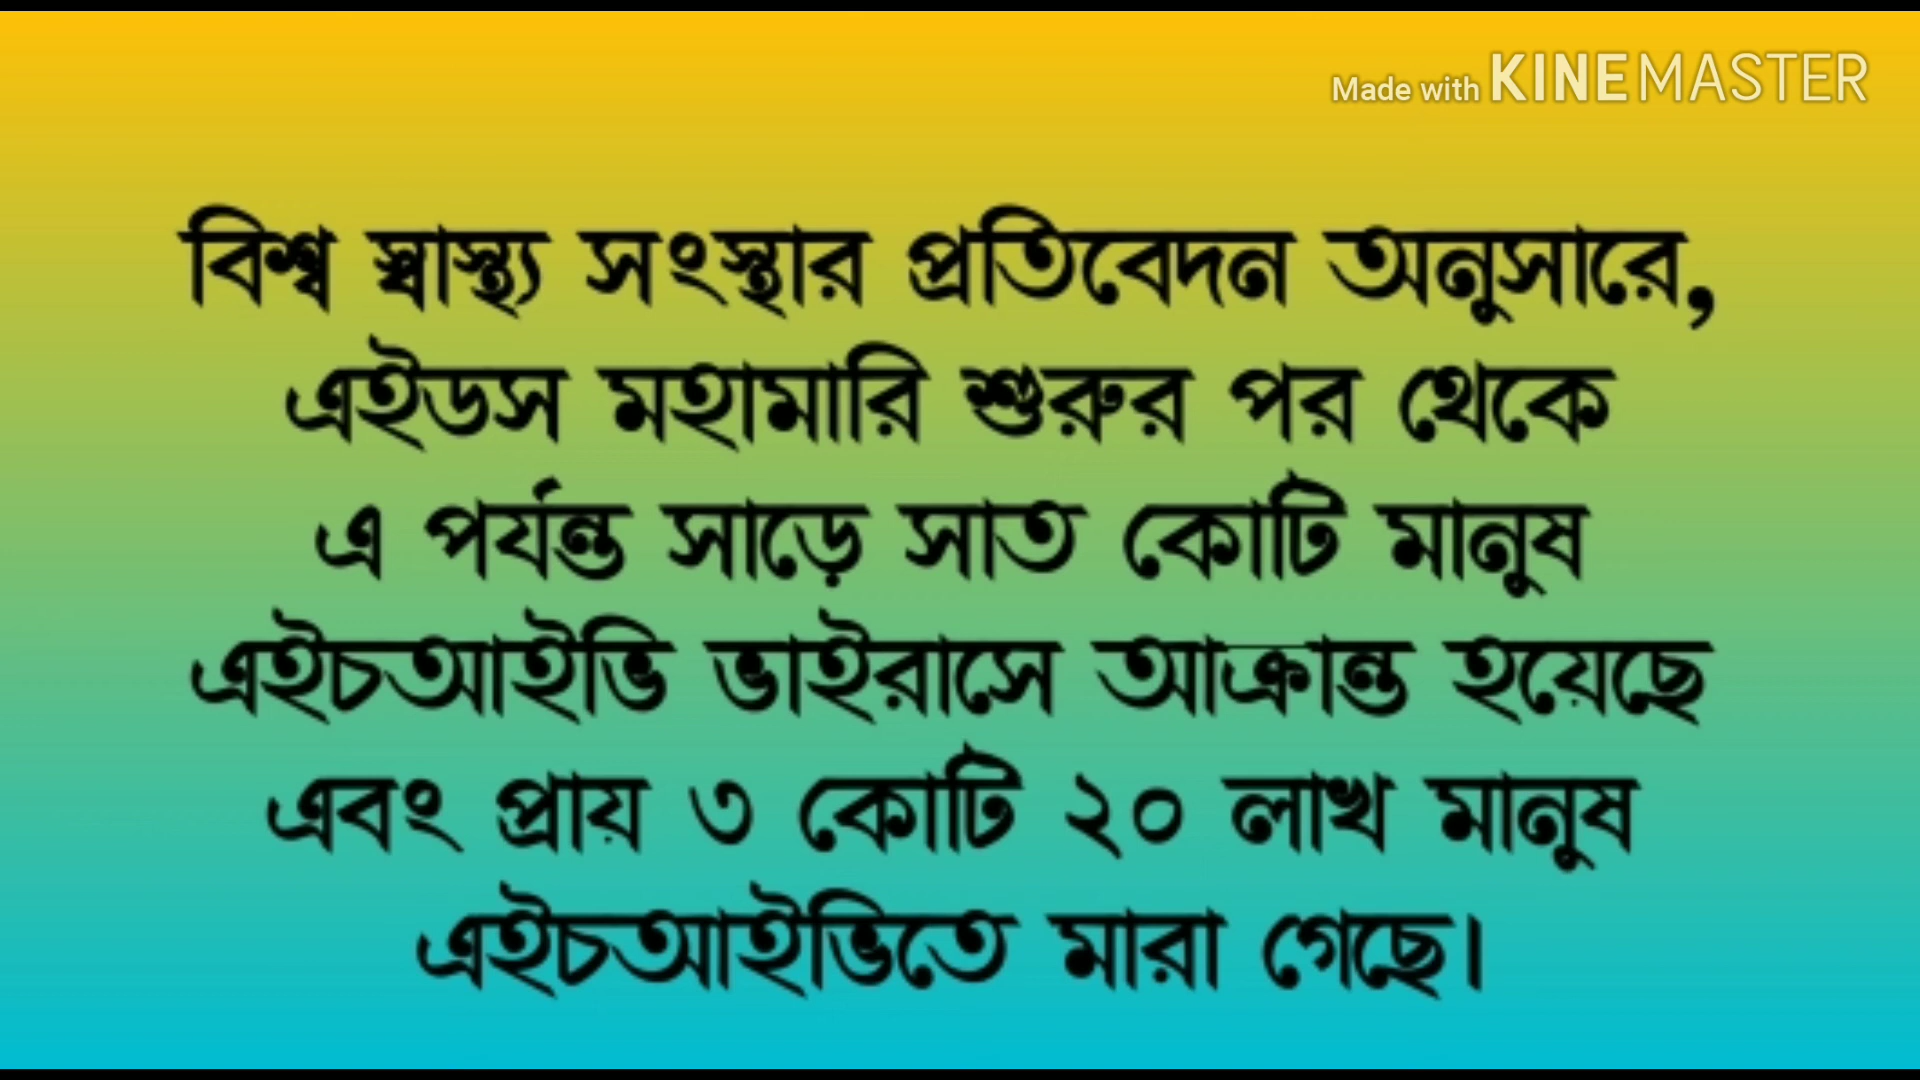 Made with KINEMASTER
বিশ্ব স্বাস্থ্য সংস্থার প্রতিবেদন অনুসারে,
এইডস মহামারি শুরুর পর থেকে
এ পর্যন্ত সাড়ে সাত কোটি মানুষ
এইচআইভি ভাইরাসে আক্রান্ত হয়েছে
এবং প্রায় ৩ কোটি ২০ লাখ মানুষ
এইচআইভিতে মারা গেছে।